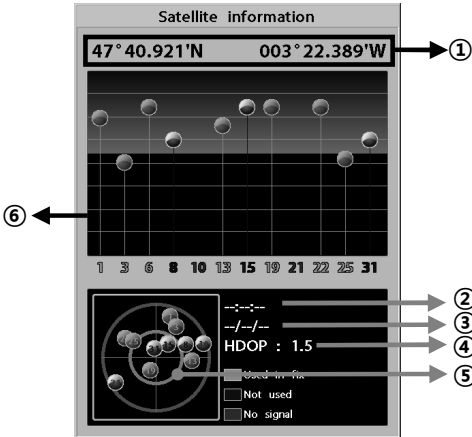 Satellite information
47°40.921'N 003°22.389'W ①
⑥
1 3 6 8 10 13 15 19 21 22 25 31
--:--:-- ②
--/--/-- ③
HDOP : 1.5 ④
Used in fix ⑤
Not used
No signal